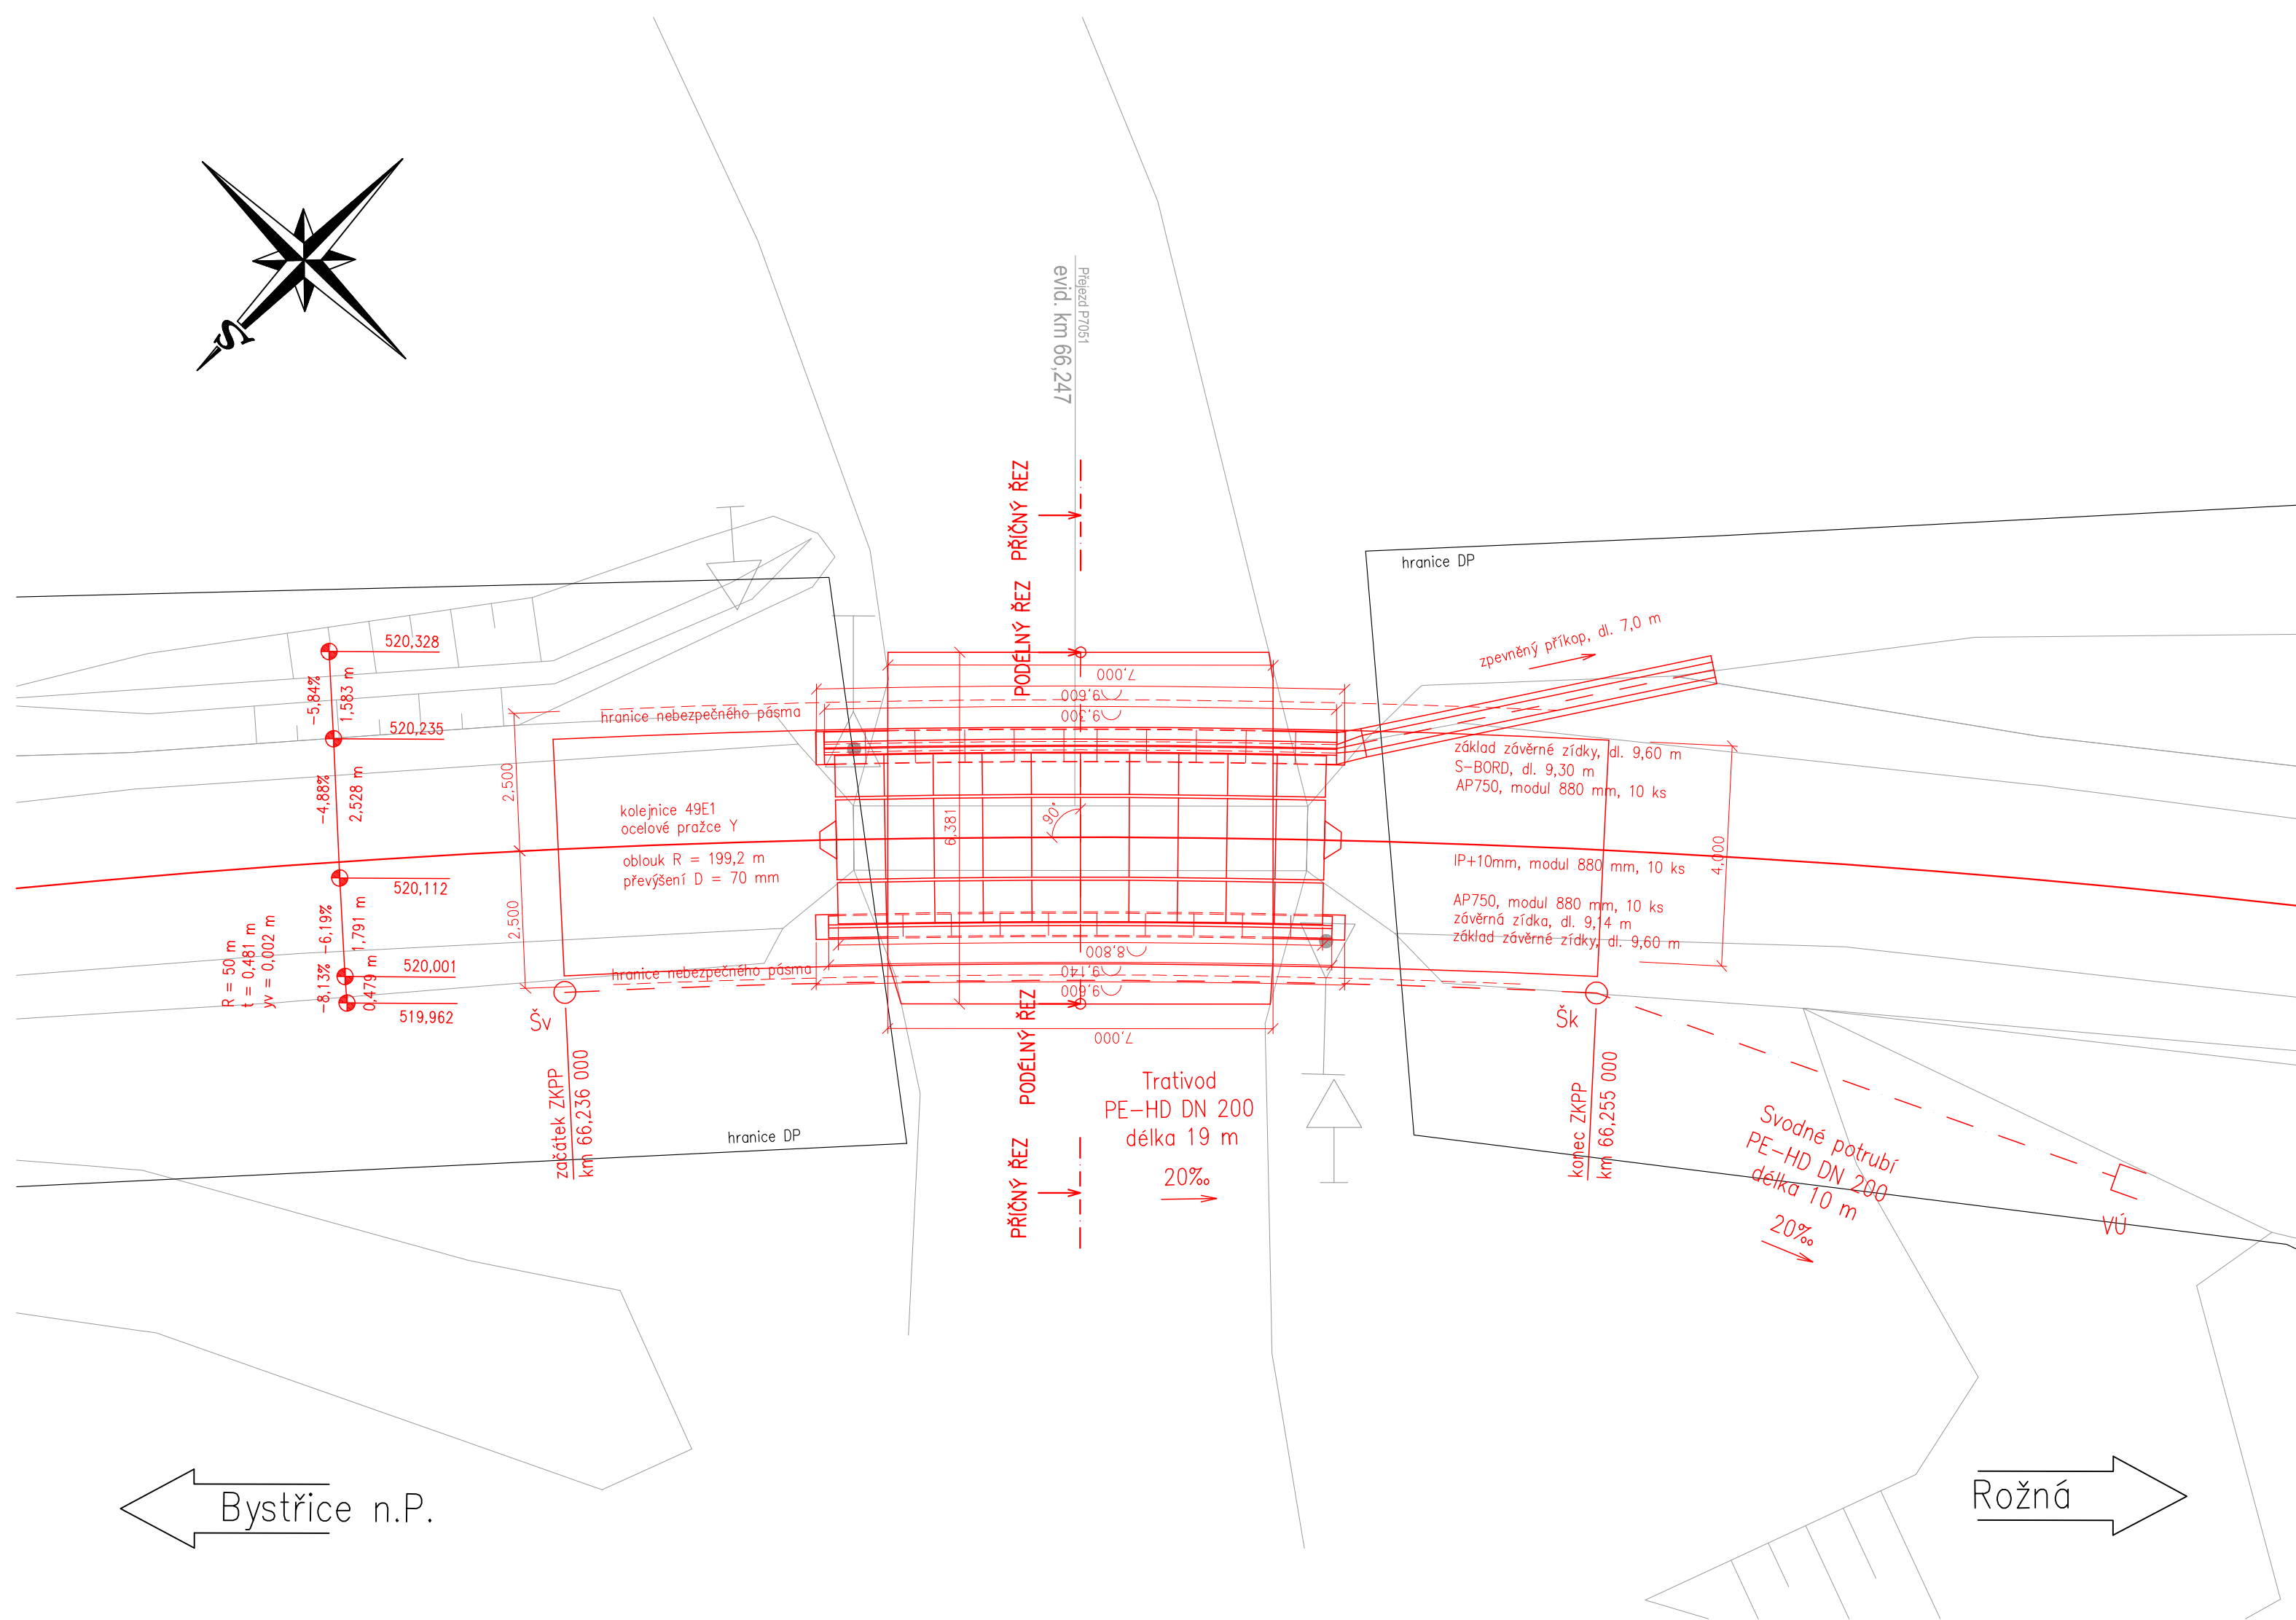 S
Přejezd P7051
evid. km 66,247
PŘÍČNÝ ŘEZ
PODÉLNÝ ŘEZ
hranice DP
zpevněný příkop, dl. 7,0 m
520,328
-5,84%
1,583 m
520,235
-4,88%
2,528 m
520,112
-6,19%
1,791 m
520,001
-8,13%
0,479 m
519,962
R = 50 m
t = 0,481 m
yv = 0,002 m
hranice nebezpečného pásma
2,500
2,500
kolejnice 49E1
ocelové pražce Y
oblouk R = 199,2 m
převýšení D = 70 mm
7,000
9,600
9,300
6,381
90°
8,800
9,140
9,600
7,000
základ závěrné zídky, dl. 9,60 m
S-BORD, dl. 9,30 m
AP750, modul 880 mm, 10 ks
IP+10mm, modul 880 mm, 10 ks
4,000
AP750, modul 880 mm, 10 ks
závěrná zídka, dl. 9,14 m
základ závěrné zídky, dl. 9,60 m
hranice nebezpečného pásma
Šv
Šk
začátek ZKPP
km 66,236 000
hranice DP
PODÉLNÝ ŘEZ
PŘÍČNÝ ŘEZ
Trativod
PE-HD DN 200
délka 19 m
20‰
konec ZKPP
km 66,255 000
Svodné potrubí
PE-HD DN 200
délka 10 m
20‰
VÚ
Bystřice n.P.
Rožná